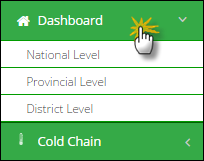 Dashboard
National Level
Provincial Level
District Level
Cold Chain